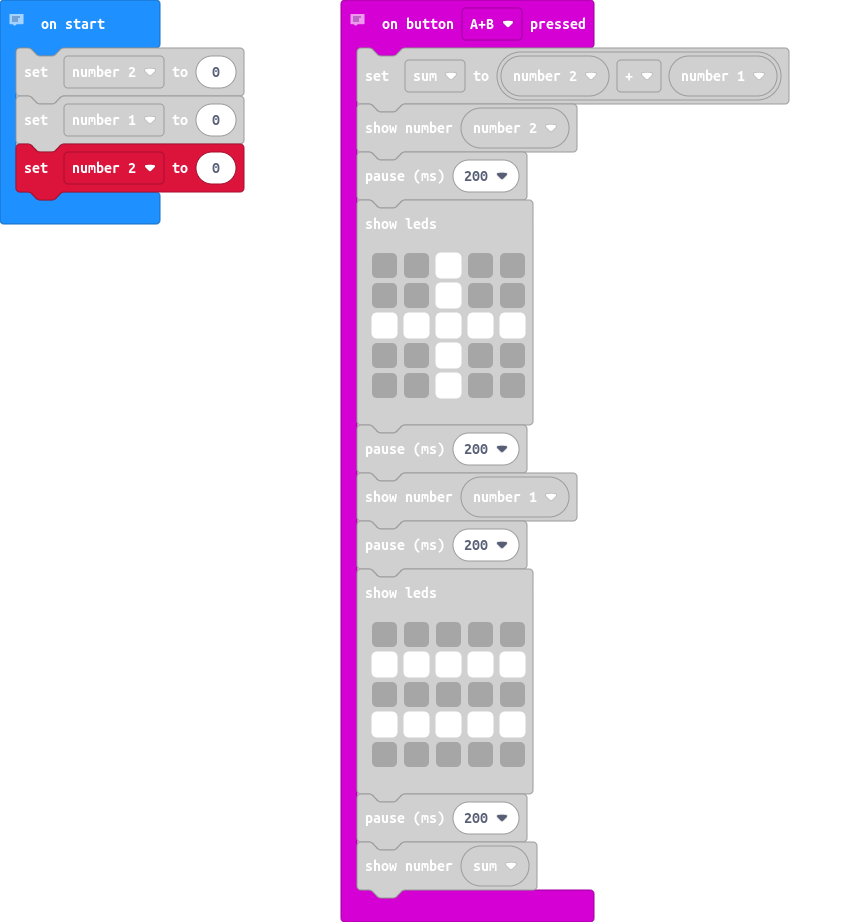 on start
set number 2 to 0
set number 1 to 0
set number 2 to 0
on button A+B pressed
set sum to number 2 + number 1
show number number 2
pause (ms) 200
show leds
pause (ms) 200
show number number 1
pause (ms) 200
show leds
pause (ms) 200
show number sum